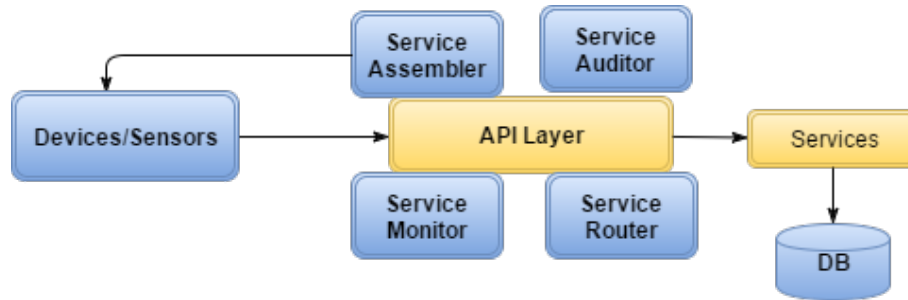 Service
Assembler
Service
Auditor
Devices/Sensors
API Layer
Services
Service
Monitor
Service
Router
DB